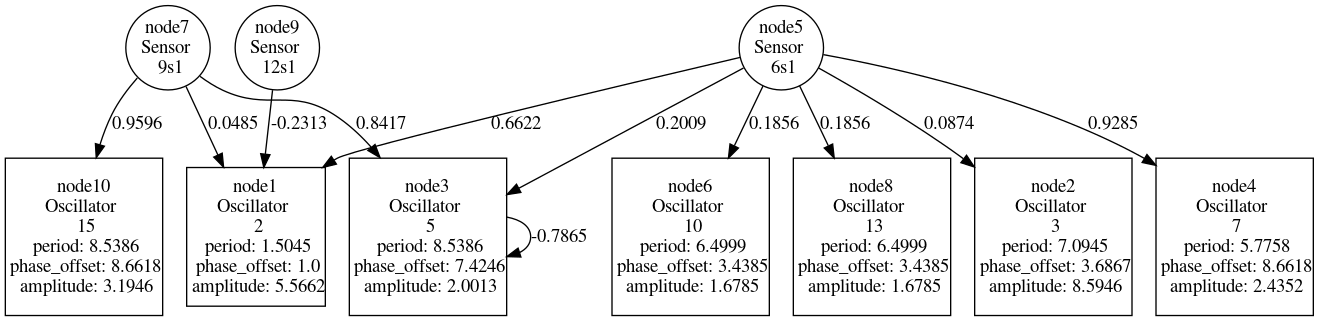 node7
Sensor
9s1
node9
Sensor
12s1
node5
Sensor
6s1
0.9596
0.0485
-0.2313
0.8417
0.6622
0.2009
0.1856
0.1856
0.0874
0.9285
node10
Oscillator
15
period: 8.5386
phase_offset: 8.6618
amplitude: 3.1946
node1
Oscillator
2
period: 1.5045
phase_offset: 1.0
amplitude: 5.5662
node3
Oscillator
5
period: 8.5386
phase_offset: 7.4246
amplitude: 2.0013
-0.7865
node6
Oscillator
10
period: 6.4999
phase_offset: 3.4385
amplitude: 1.6785
node8
Oscillator
13
period: 6.4999
phase_offset: 3.4385
amplitude: 1.6785
node2
Oscillator
3
period: 7.0945
phase_offset: 3.6867
amplitude: 8.5946
node4
Oscillator
7
period: 5.7758
phase_offset: 8.6618
amplitude: 2.4352